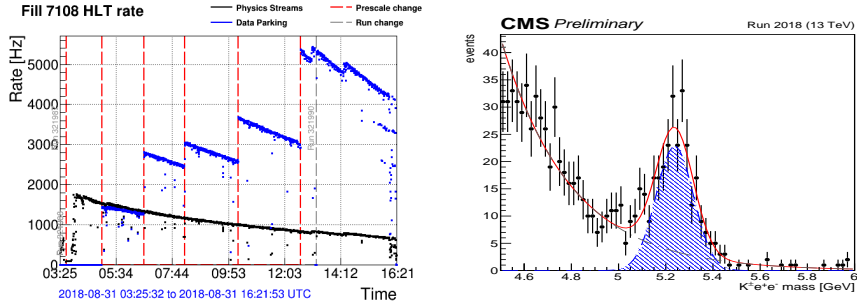 Fill 7108 HLT rate
Physics Streams
Prescale change
Data Parking
Run change
Rate [Hz]
5000
4000
3000
2000
1000
0
Run 321990
03:25
05:34
07:44
09:53
12:03
14:12
16:21
2018-08-31 03:25:32 to 2018-08-31 16:21:53 UTC
Time
CMS Preliminary
Run 2018 (13 TeV)
events
40
35
30
25
20
15
10
5
0
4.6
4.8
5
5.2
5.4
5.6
5.8
6
K±e+e- mass [GeV]